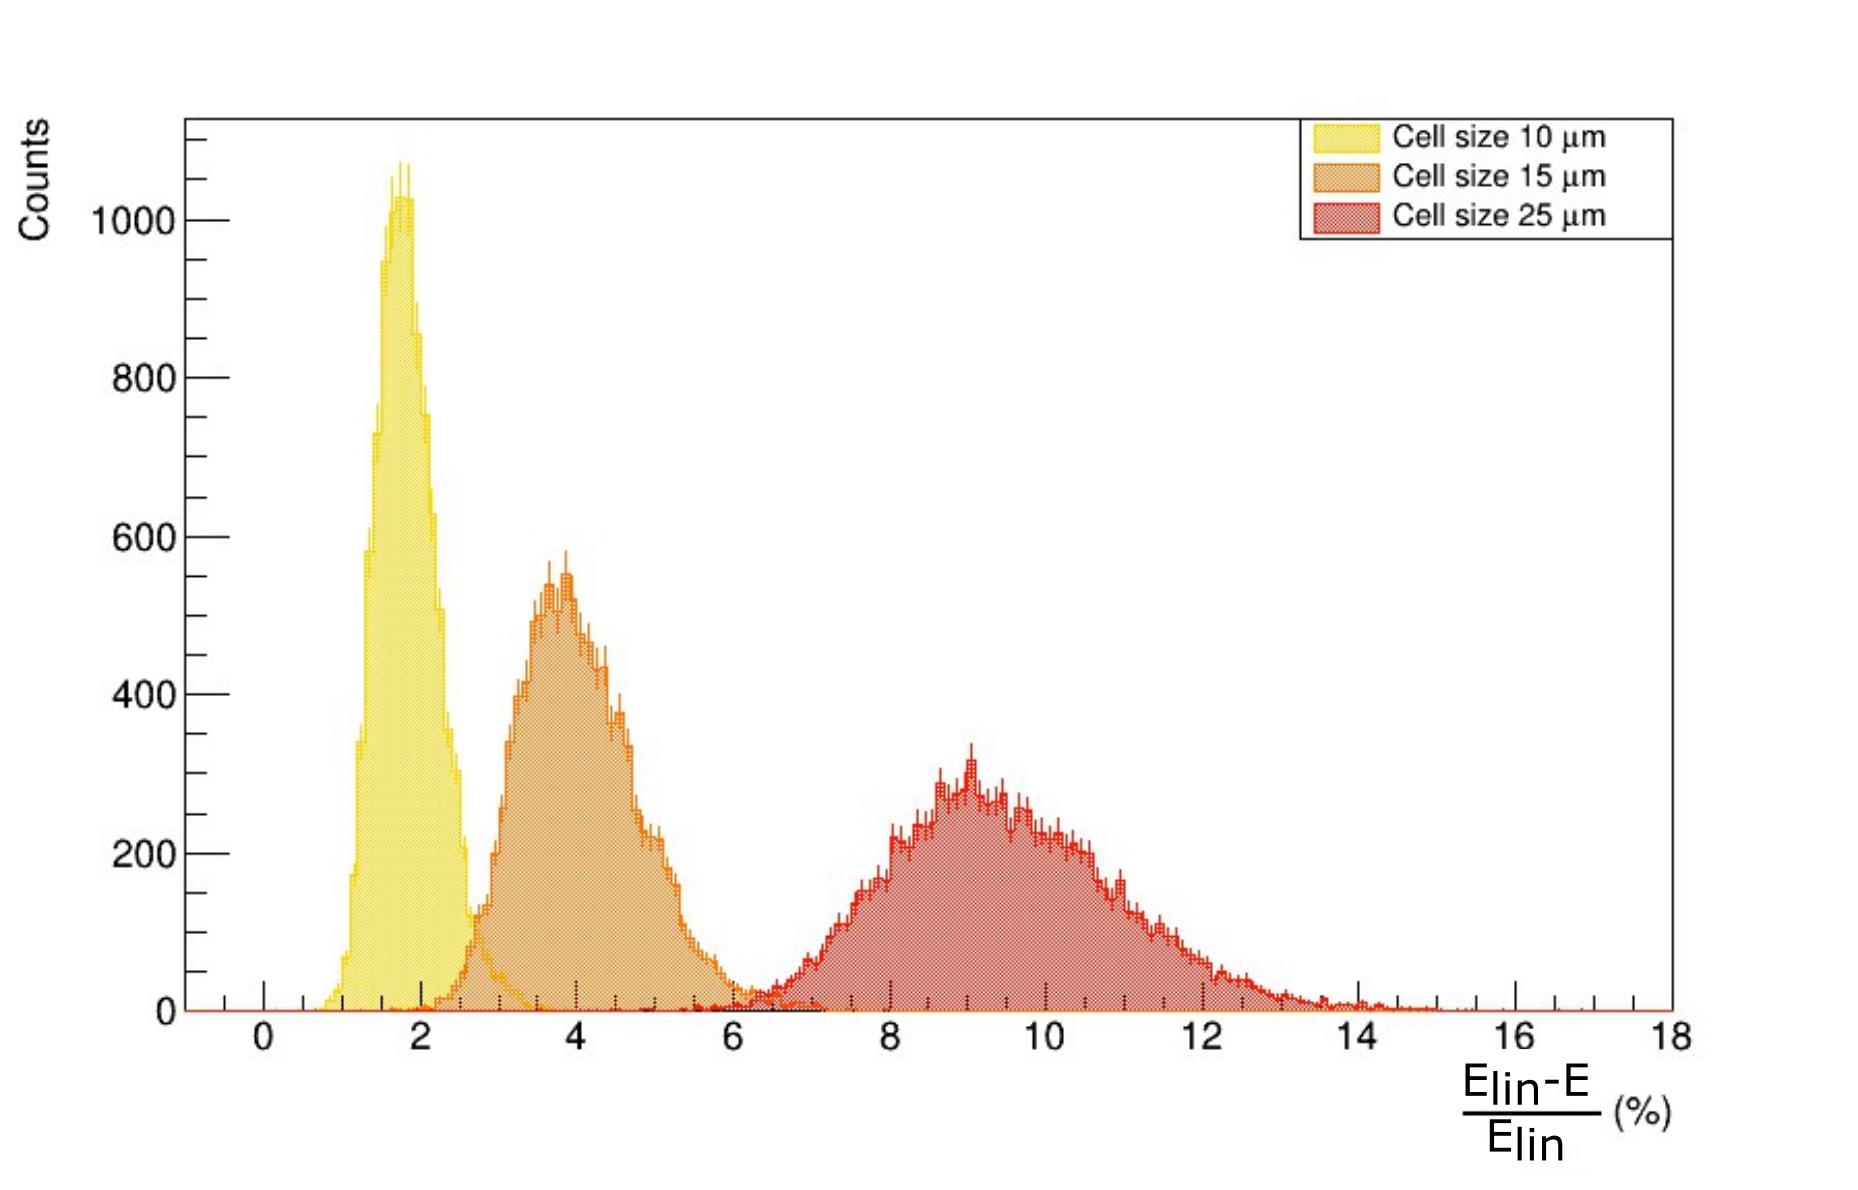 Counts
Cell size 10 μm
Cell size 15 μm
Cell size 25 μm
1000
800
600
400
200
0
0 2 4 6 8 10 12 14 16 18
Elin-E
Elin
(%)